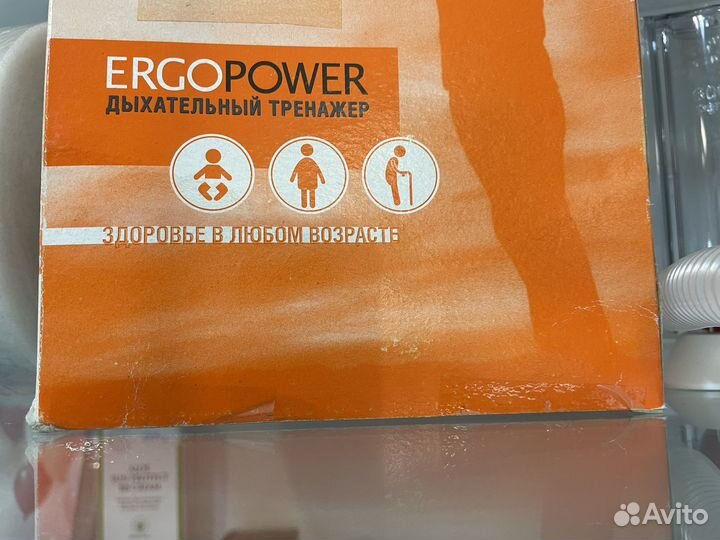 ERGOPOWER
ДЫХАТЕЛЬНЫЙ ТРЕНАЖЕР
ЗДОРОВЬЕ В ЛЮБОМ ВОЗРАСТЕ
Avito